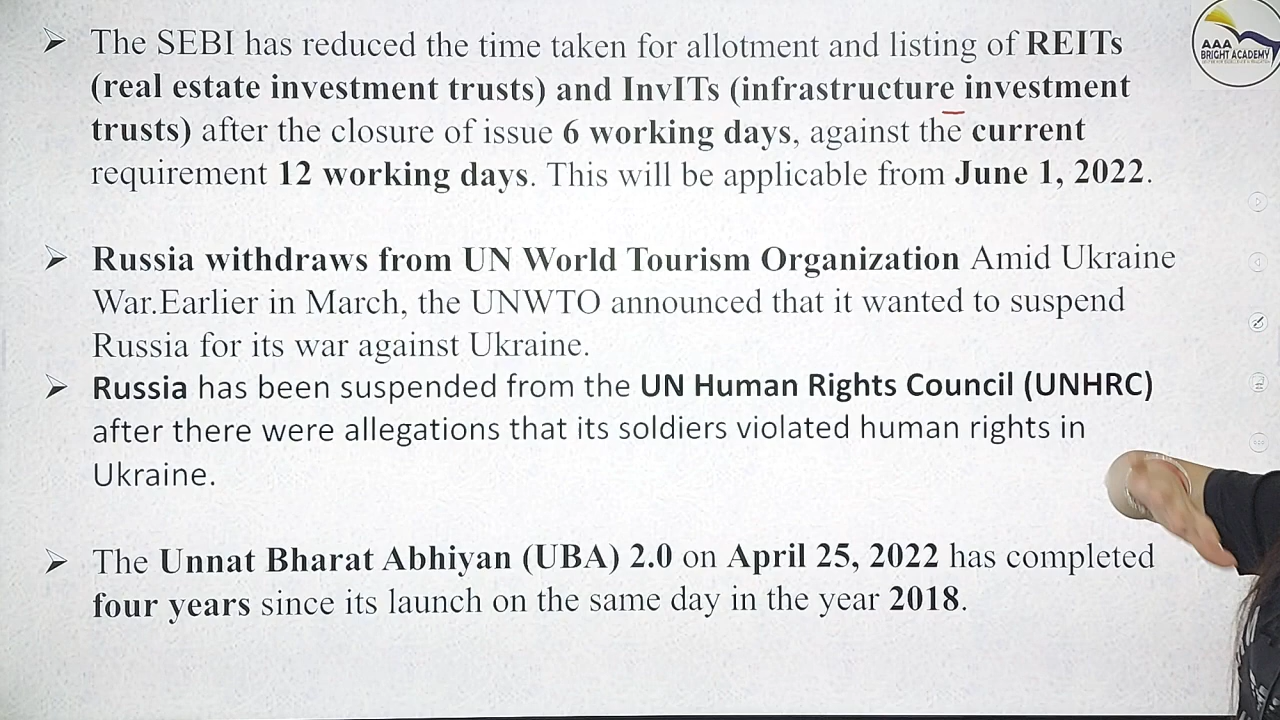 The SEBI has reduced the time taken for allotment and listing of REITs
(real estate investment trusts) and InvITs (infrastructure investment
trusts) after the closure of issue 6 working days, against the current
requirement 12 working days. This will be applicable from June 1, 2022.
Russia withdraws from UN World Tourism Organization Amid Ukraine
War.Earlier in March, the UNWTO announced that it wanted to suspend
Russia for its war against Ukraine.
Russia has been suspended from the UN Human Rights Council (UNHRC)
after there were allegations that its soldiers violated human rights in
Ukraine.
The Unnat Bharat Abhiyan (UBA) 2.0 on April 25, 2022 has completed
four years since its launch on the same day in the year 2018.
AAA
BRIGHT ACADEMY